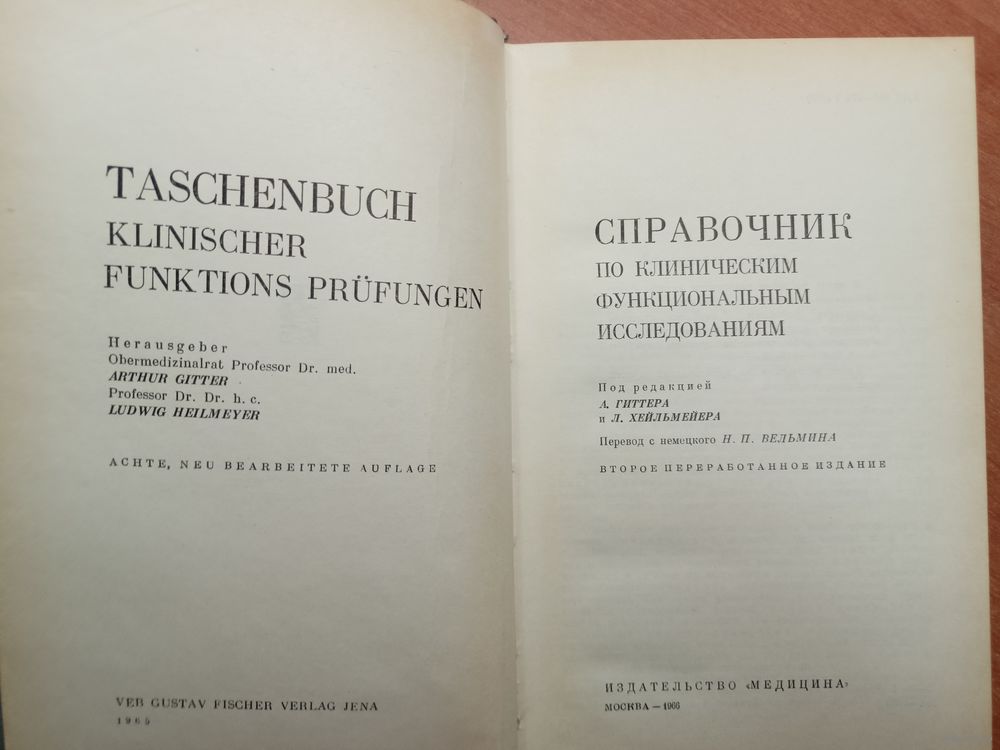 TASCHENBUCH
KLINISCHER
FUNKTIONS PRÜFUNGEN
Herausgeber
Obermedizinalrat Professor Dr. med.
ARTHUR GITTER
Professor Dr. Dr. h. c.
LUDWIG HEILMEYER
ACHTE, NEU BEARBEITETE AUFLAGE
VEB GUSTAV FISCHER VERLAG JENA
1965
СПРАВОЧНИК
ПО КЛИНИЧЕСКИМ
ФУНКЦИОНАЛЬНЫМ
ИССЛЕДОВАНИЯМ
Под редакцией
А. ГИТТЕРА
и Л. ХЕЙЛЬМЕЙЕРА
Перевод с немецкого Н. П. ВЕЛЬМИНА
ВТОРОЕ ПЕРЕРАБОТАННОЕ ИЗДАНИЕ
ИЗДАТЕЛЬСТВО «МЕДИЦИНА»
МОСКВА — 1966